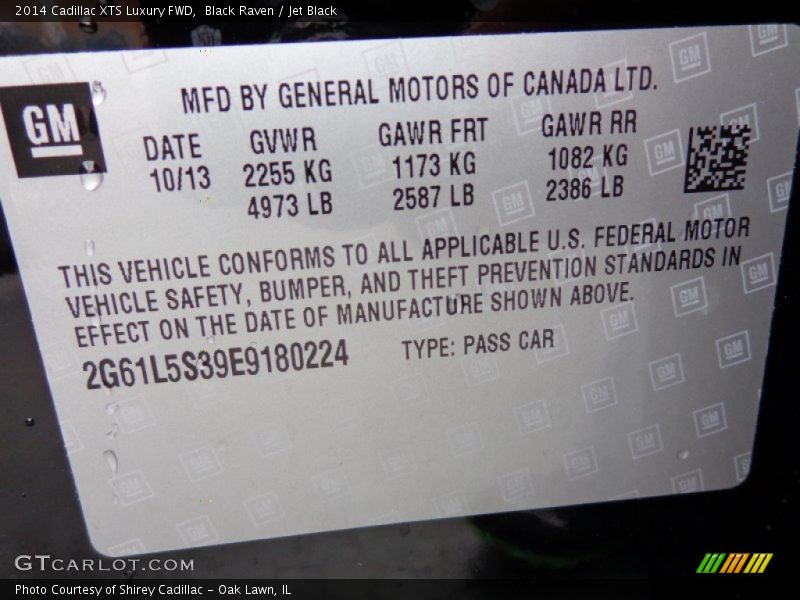 2014 Cadillac XTS Luxury FWD,  Black Raven / Jet Black
GM
MFD BY GENERAL MOTORS OF CANADA LTD.
DATE GVWR GAWR FRT GAWR RR
10/13 2255 KG 1173 KG 1082 KG
4973 LB 2587 LB 2386 LB
THIS VEHICLE CONFORMS TO ALL APPLICABLE U.S. FEDERAL MOTOR
VEHICLE SAFETY, BUMPER, AND THEFT PREVENTION STANDARDS IN
EFFECT ON THE DATE OF MANUFACTURE SHOWN ABOVE.
2G61L5S39E9180224 TYPE: PASS CAR
GTCARLOT.COM
Photo Courtesy of Shirey Cadillac - Oak Lawn, IL